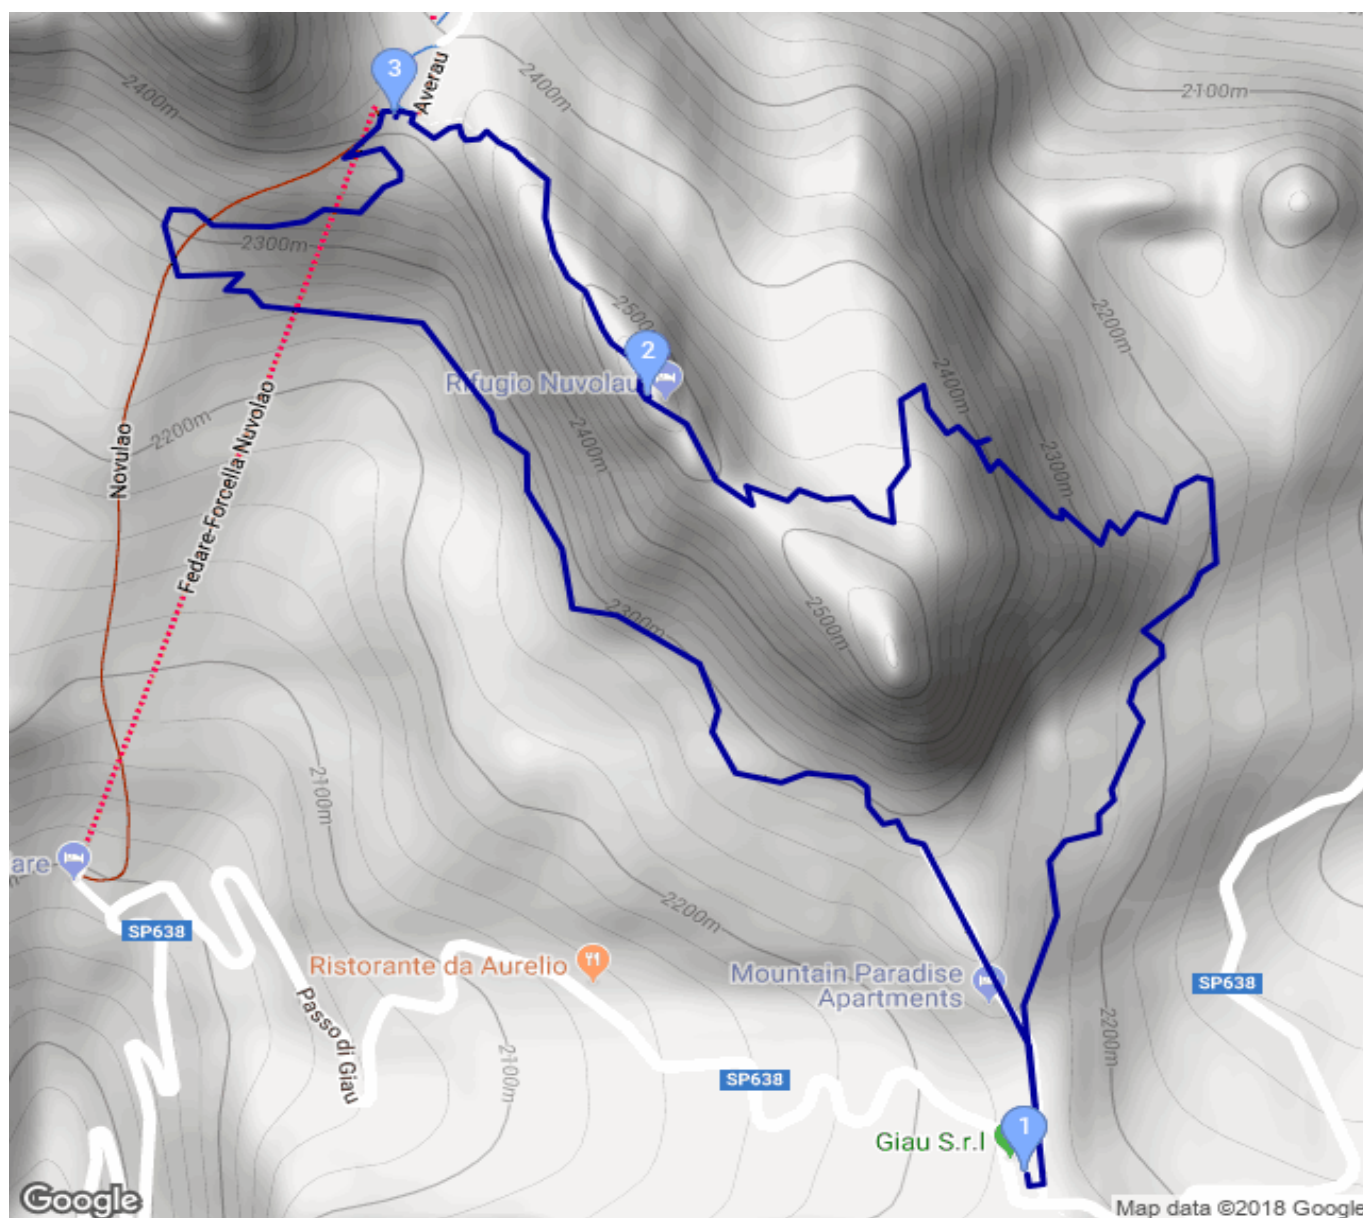 3
Averau
2400m
2400m
2100m
2300m
2200m
2500m
2
Rifugio Nuvolau
2400m
2200m
Novulao
Fedare-Forcella Nuvolao
2400m
2300m
2300m
2500m
2100m
are
SP638
Ristorante da Aurelio
2200m
Mountain Paradise
Apartments
SP638
Passo di Giau
2100m
2200m
SP638
1
Giau S.r.l
Google
Map data ©2018 Google